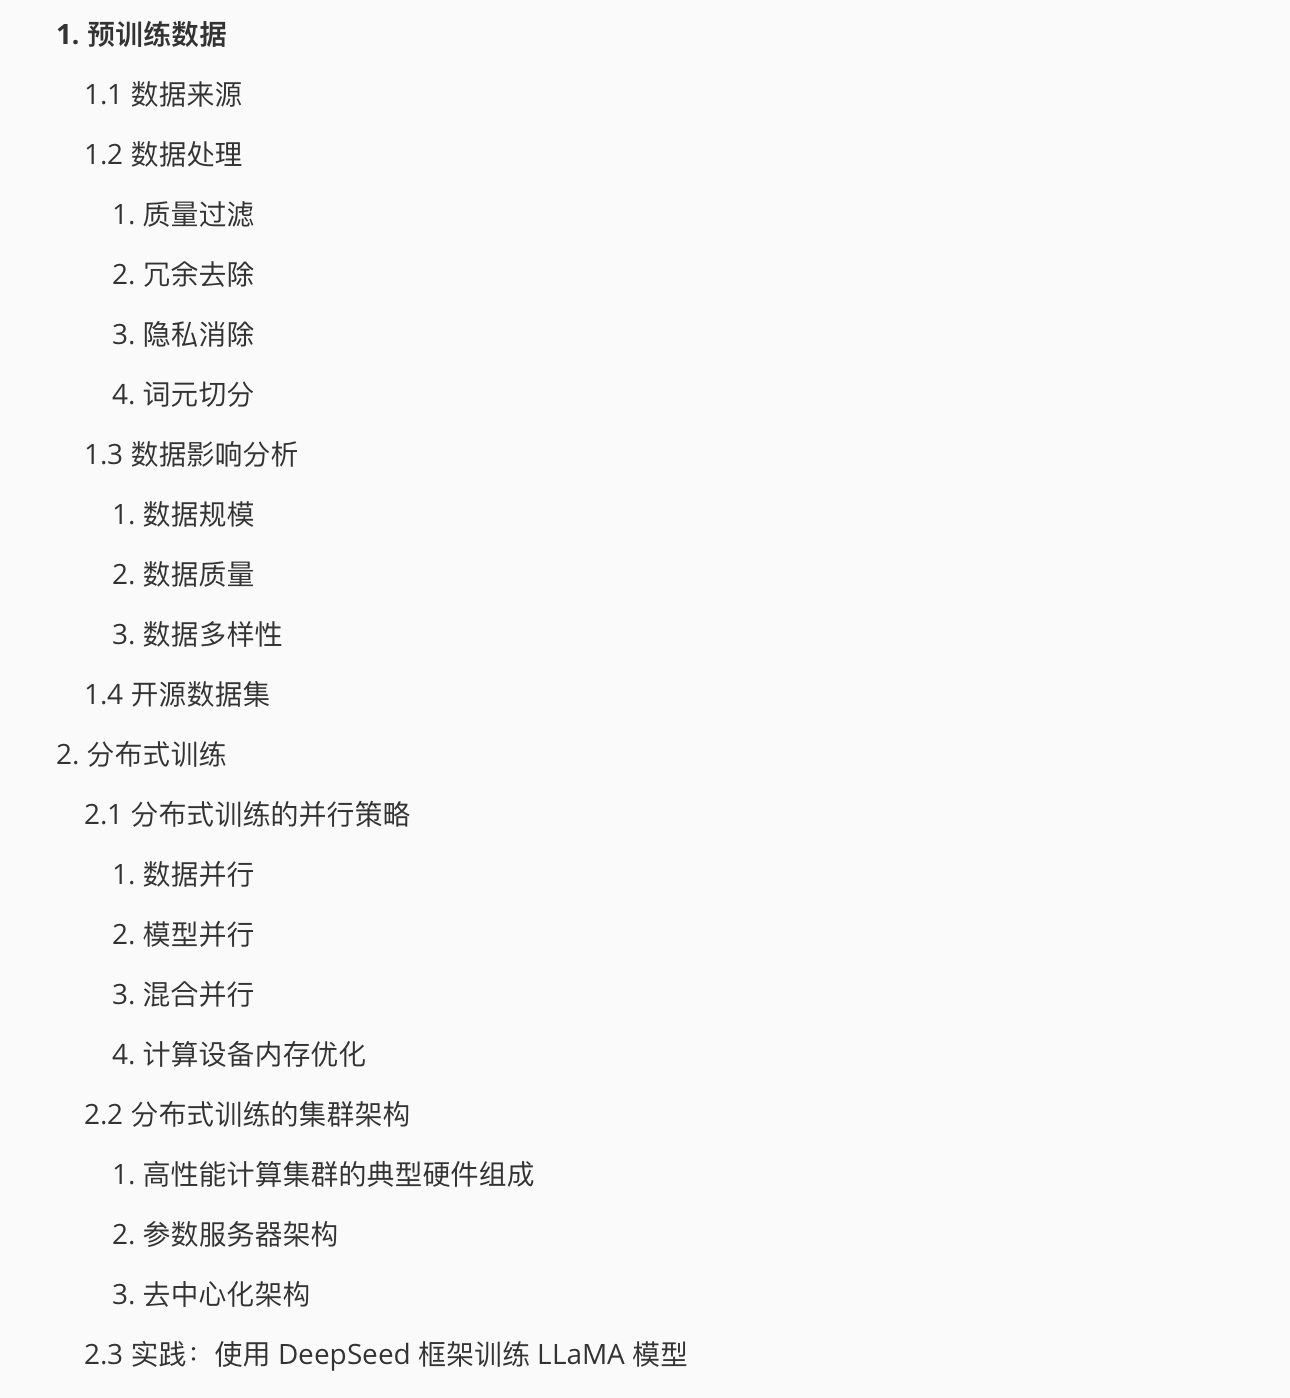 1. 预训练数据
1.1 数据来源
1.2 数据处理
1. 质量过滤
2. 冗余去除
3. 隐私消除
4. 词元切分
1.3 数据影响分析
1. 数据规模
2. 数据质量
3. 数据多样性
1.4 开源数据集
2. 分布式训练
2.1 分布式训练的并行策略
1. 数据并行
2. 模型并行
3. 混合并行
4. 计算设备内存优化
2.2 分布式训练的集群架构
1. 高性能计算集群的典型硬件组成
2. 参数服务器架构
3. 去中心化架构
2.3 实践：使用 DeepSeed 框架训练 LLaMA 模型